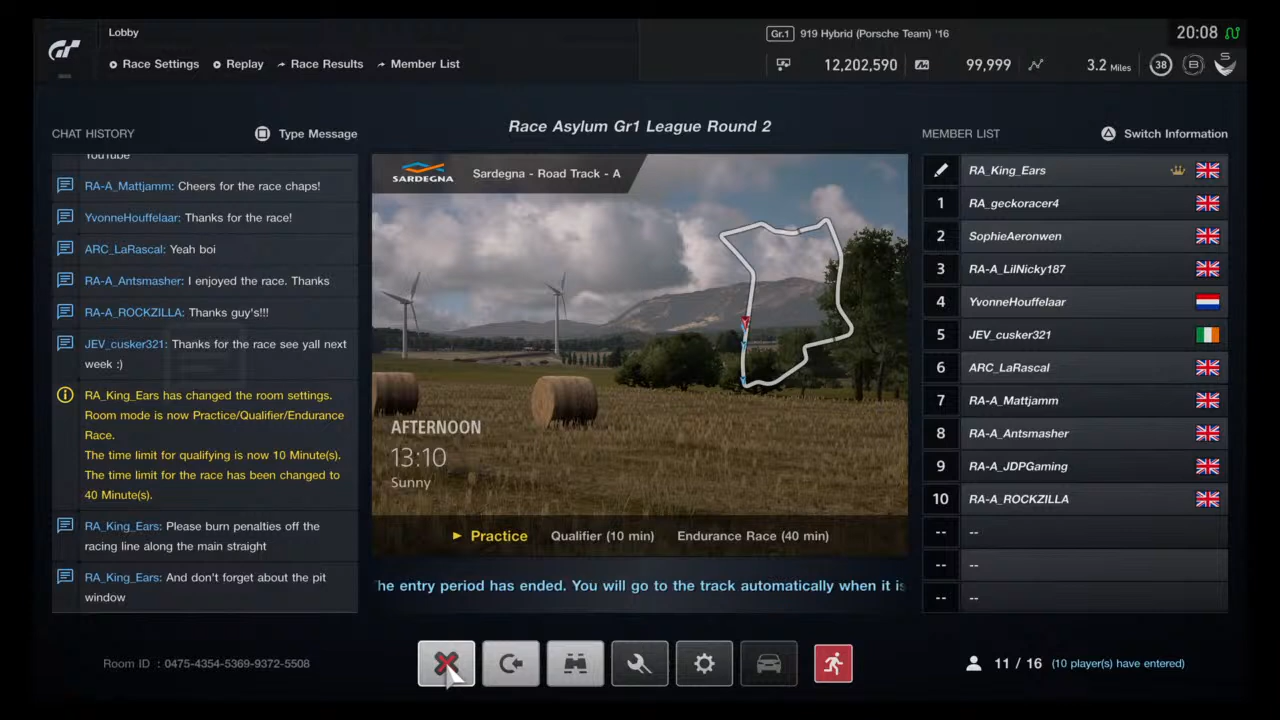 Lobby
Gr.1 919 Hybrid (Porsche Team) '16
20:08
Race Settings Replay Race Results Member List
12,202,590 99,999 3.2 Miles 38 B S
CHAT HISTORY Type Message
Race Asylum Gr1 League Round 2
MEMBER LIST Switch Information
YouTube
RA-A_Mattjamm: Cheers for the race chaps!
YvonneHouffelaar: Thanks for the race!
ARC_LaRascal: Yeah boi
RA-A_Antsmasher: I enjoyed the race. Thanks
RA-A_ROCKZILLA: Thanks guy's!!!
JEV_cusker321: Thanks for the race see yall next
week :)
RA_King_Ears has changed the room settings.
Room mode is now Practice/Qualifier/Endurance
Race.
The time limit for qualifying is now 10 Minute(s).
The time limit for the race has been changed to
40 Minute(s).
RA_King_Ears: Please burn penalties off the
racing line along the main straight
RA_King_Ears: And don't forget about the pit
window
SARDEGNA Sardegna - Road Track - A
AFTERNOON
13:10
Sunny
Practice Qualifier (10 min) Endurance Race (40 min)
he entry period has ended. You will go to the track automatically when it is
RA_King_Ears
1 RA_geckoracer4
2 SophieAeronwen
3 RA-A_LilNicky187
4 YvonneHouffelaar
5 JEV_cusker321
6 ARC_LaRascal
7 RA-A_Mattjamm
8 RA-A_Antsmasher
9 RA-A_JDPGaming
10 RA-A_ROCKZILLA
-- --
-- --
-- --
Room ID : 0475-4354-5369-9372-5508
11 / 16 (10 player(s) have entered)